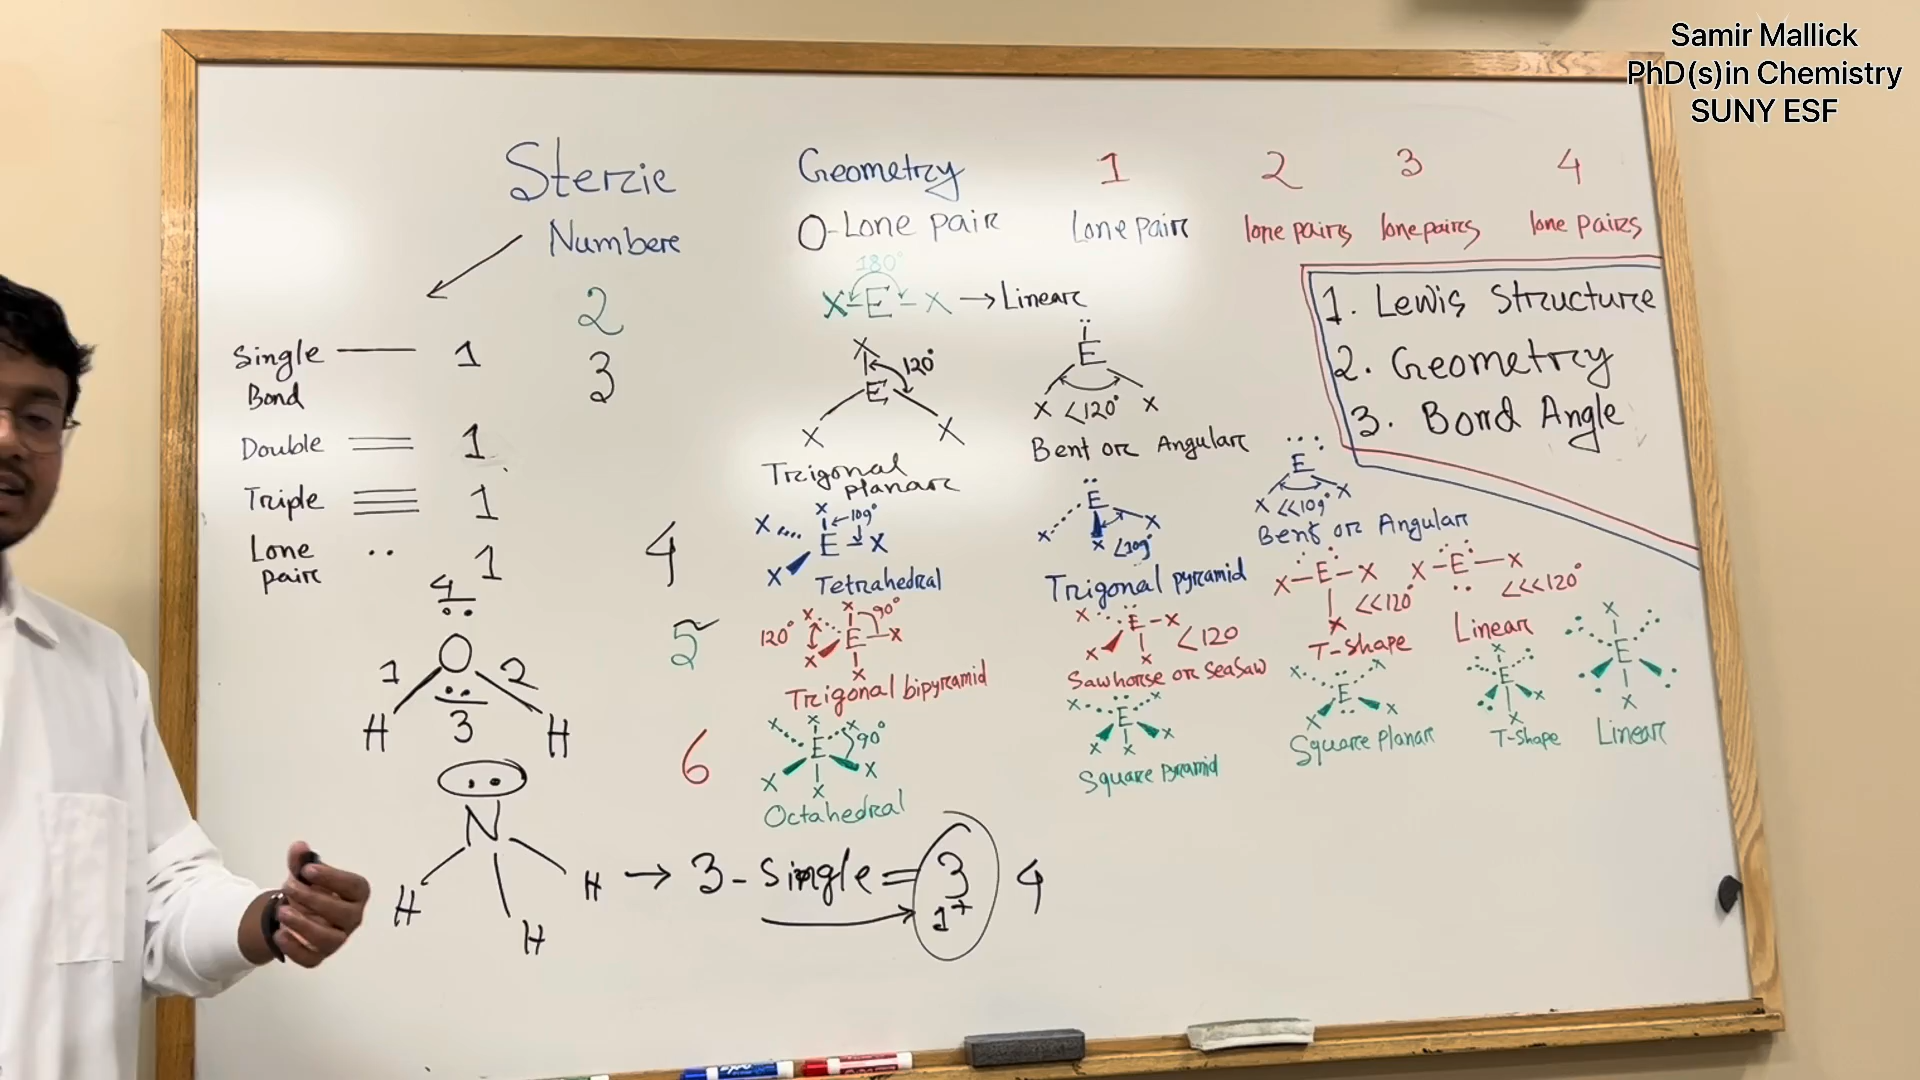 Samir Mallick
PhD(s)in Chemistry
SUNY ESF
Steric
Number
Geometry
0-Lone pair
1
Lone pair
2
lone pairs
3
lone pairs
4
lone pairs
Single
Bond
1
Double
1
Triple
1
Lone
pair
.. 1
2
180°
X-E-X → Linear
3
X
E
X X
120°
Trigonal
planar
..
E
X <120° X
Bent or Angular
1. Lewis Structure
2. Geometry
3. Bond Angle
4
X
X E X
X
109°
Tetrahedral
..
E
X X X
<109°
Trigonal pyramid
E
X <<109° X
Bent or Angular
5
X
X E-X
X X
120° 90°
Trigonal bipyramid
X E-X
X X
<120
Sawhorse or SeaSaw
X-E-X
X
<<120°
T-shape
X-E-X
<<<120°
Linear
6
X X X
E
X X X
90°
Octahedral
X .. X
E
X X X
Square pyramid
X X
E
X X
Square planar
X
E
X
X
T-Shape
X
E
X
Linear
4
..
O
1 2
..
H 3 H
..
N
H H H
→ 3-Single = 3 4
1+